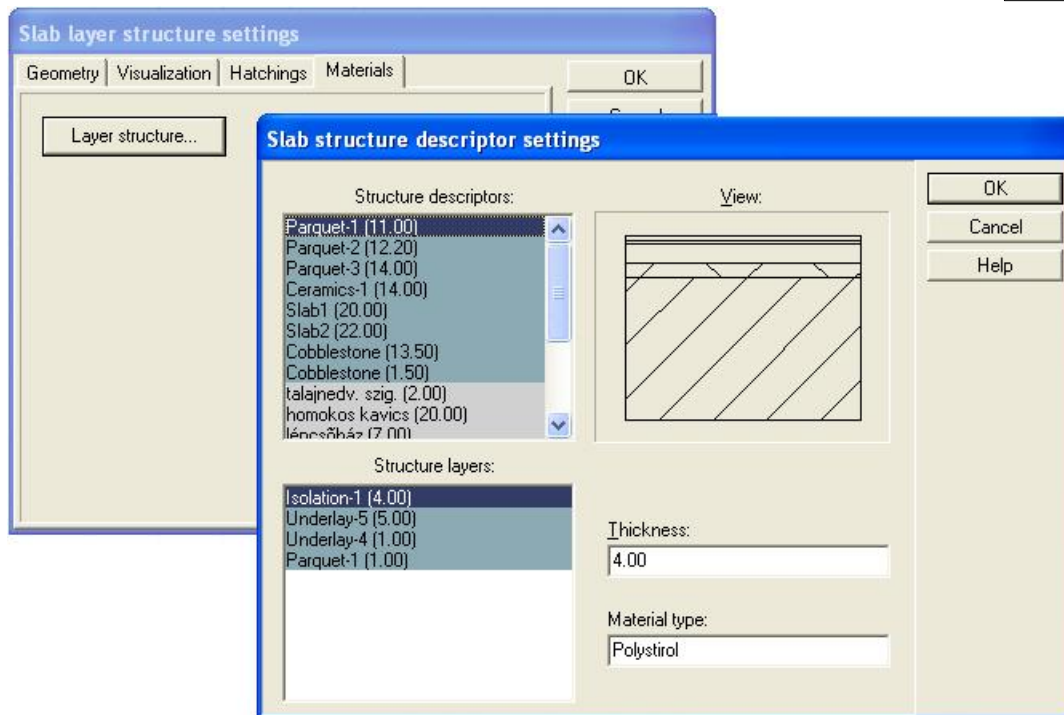 Slab layer structure settings
Geometry Visualization Hatchings Materials
OK
Layer structure...
Slab structure descriptor settings
Structure descriptors:
Parquet-1 (11.00)
Parquet-2 (12.20)
Parquet-3 (14.00)
Ceramics-1 (14.00)
Slab1 (20.00)
Slab2 (22.00)
Cobblestone (13.50)
Cobblestone (1.50)
talajnedv. szig. (2.00)
homokos kavics (20.00)
lépcsõház (7.00)
View:
OK
Cancel
Help
Structure layers:
Isolation-1 (4.00)
Underlay-5 (5.00)
Underlay-4 (1.00)
Parquet-1 (1.00)
Thickness:
4.00
Material type:
Polystirol